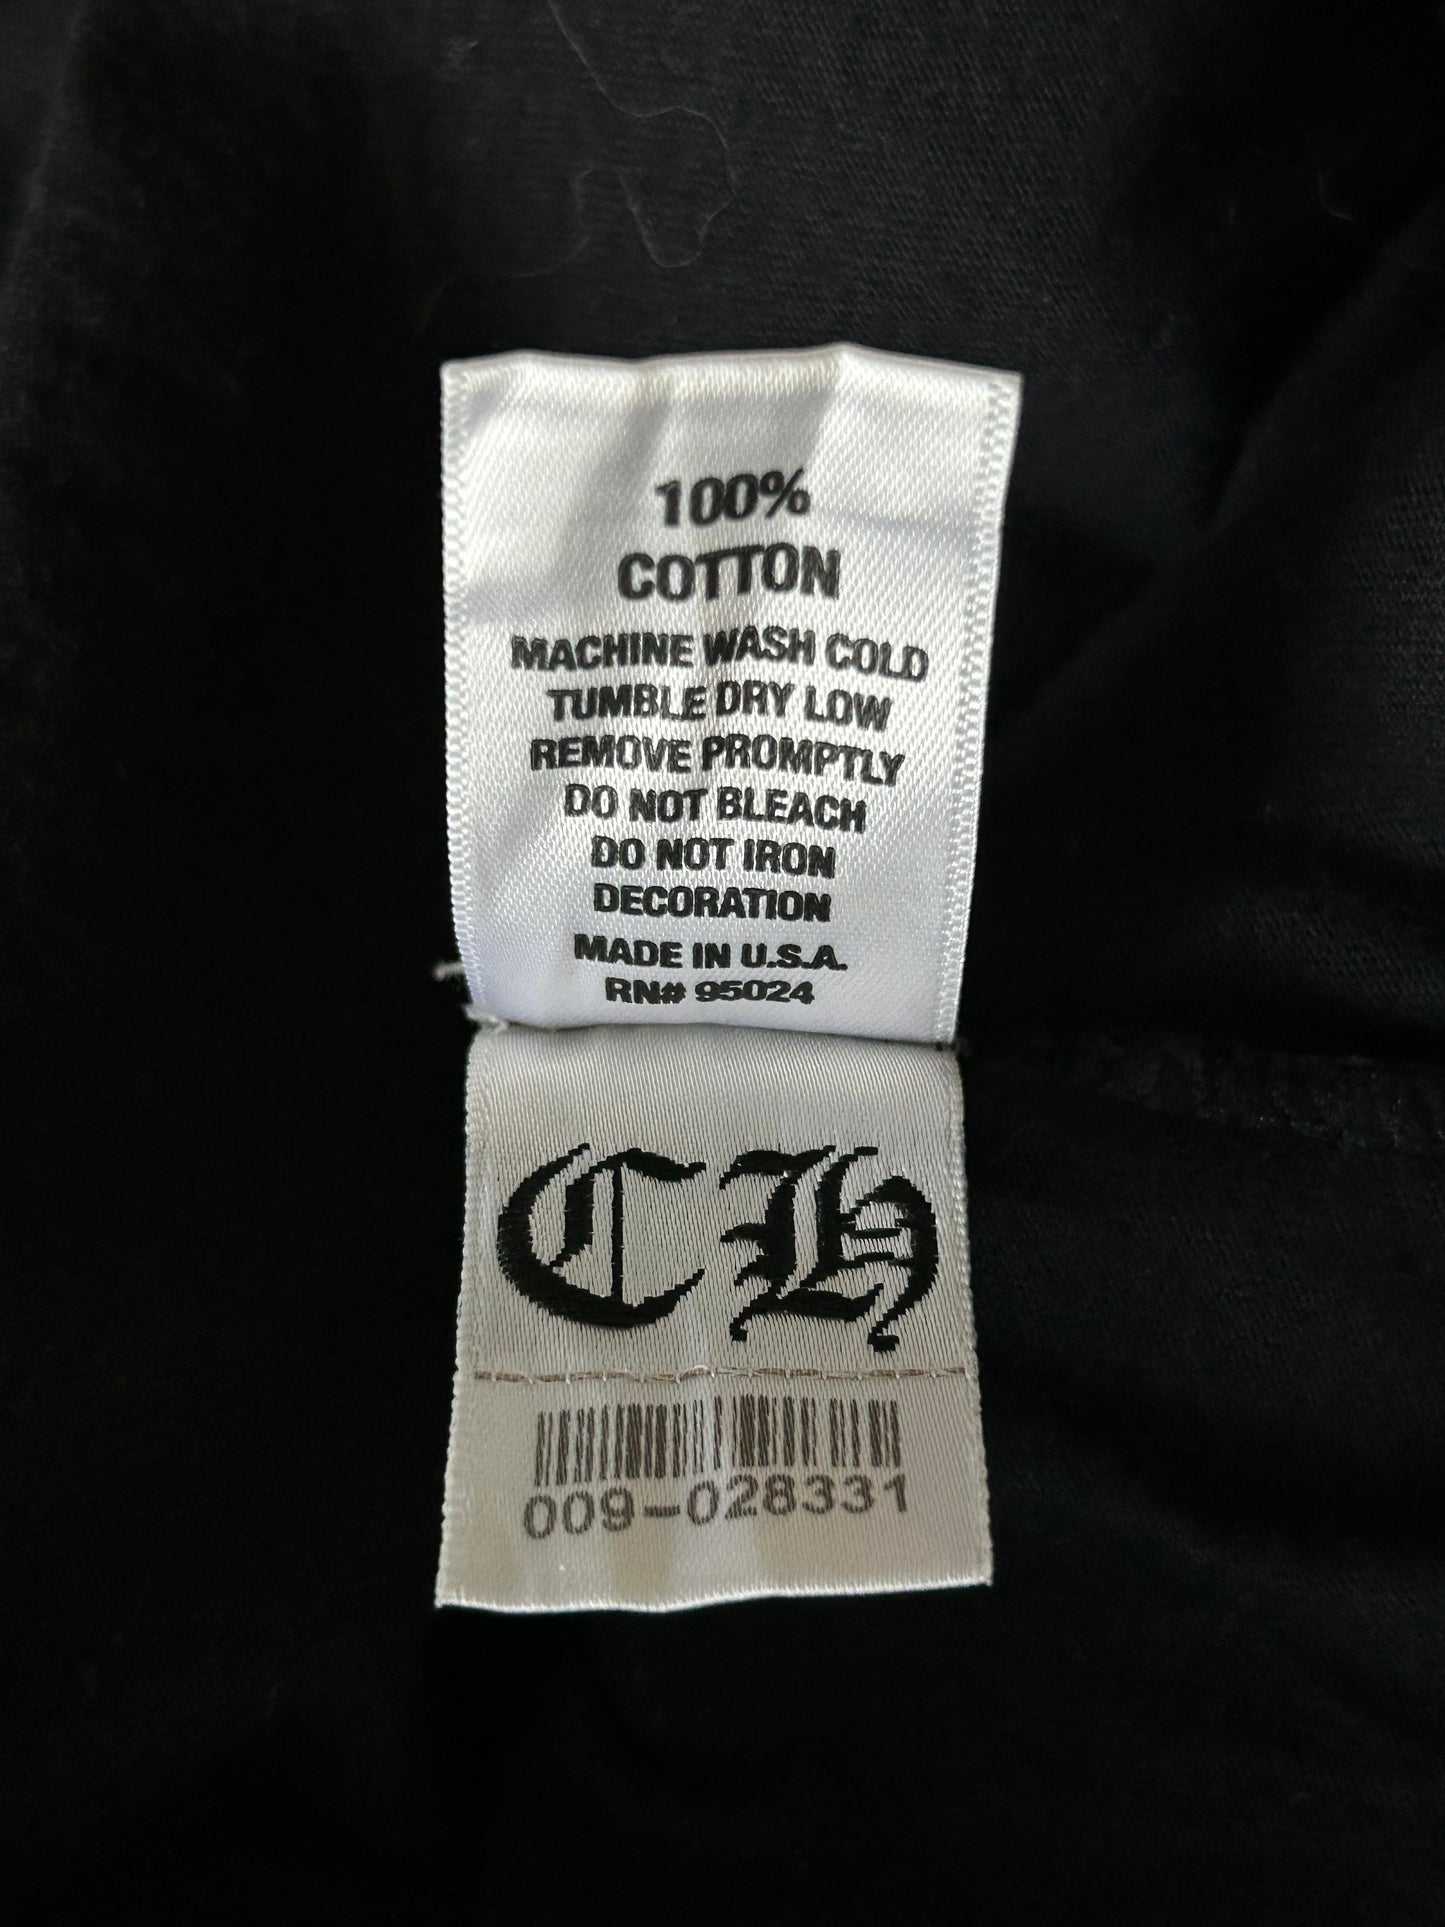 100%
COTTON
MACHINE WASH COLD
TUMBLE DRY LOW
REMOVE PROMPTLY
DO NOT BLEACH
DO NOT IRON
DECORATION
MADE IN U.S.A.
RN# 95024
CH
009-028331